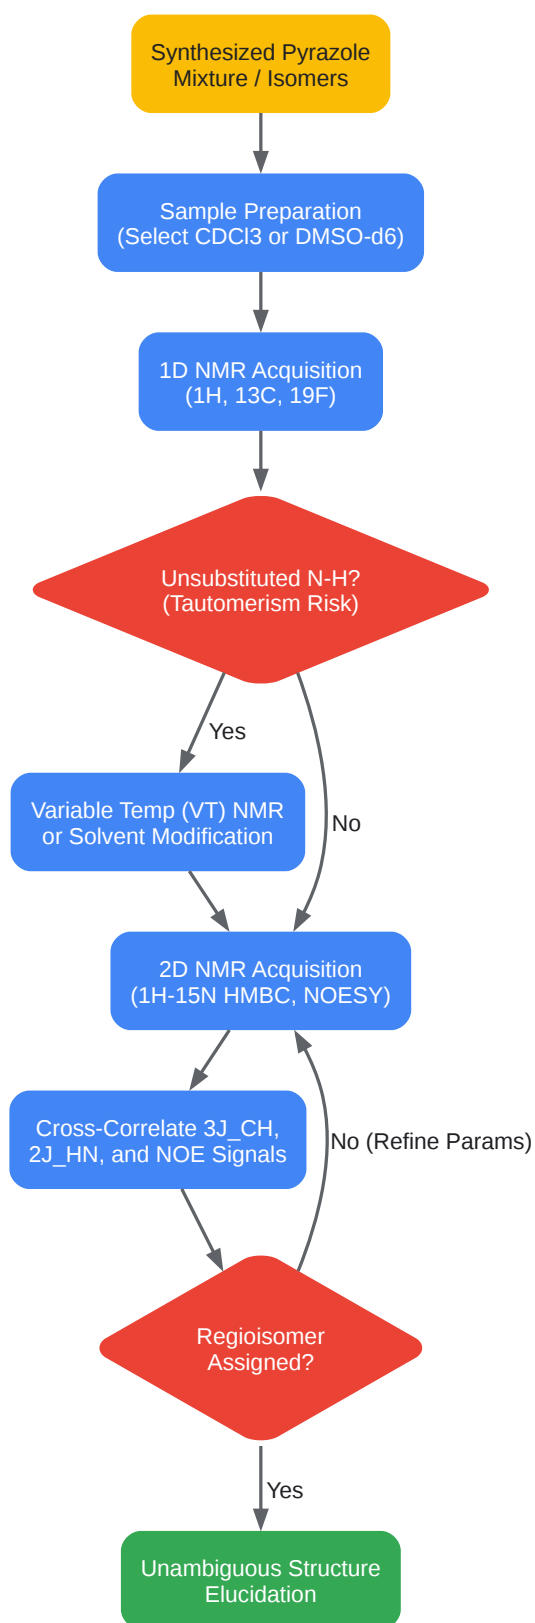 Synthesized Pyrazole
Mixture / Isomers
Sample Preparation
(Select CDCl3 or DMSO-d6)
1D NMR Acquisition
(1H, 13C, 19F)
Unsubstituted N-H?
(Tautomerism Risk)
Yes
Variable Temp (VT) NMR
or Solvent Modification
No
2D NMR Acquisition
(1H-15N HMBC, NOESY)
Cross-Correlate 3J_CH,
2J_HN, and NOE Signals
No (Refine Params)
Regioisomer
Assigned?
Yes
Unambiguous Structure
Elucidation